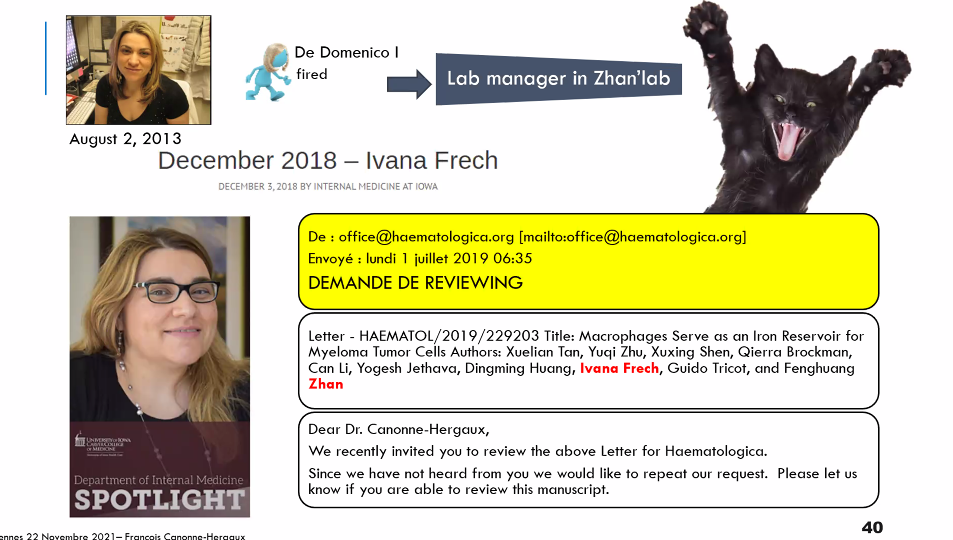 De Domenico I
fired
Lab manager in Zhan'lab
August 2, 2013
December 2018 – Ivana Frech
DECEMBER 3, 2018 BY INTERNAL MEDICINE AT IOWA
De : office@haematologica.org [mailto:office@haematologica.org]
Envoyé : lundi 1 juillet 2019 06:35
DEMANDE DE REVIEWING
Letter - HAEMATOL/2019/229203 Title: Macrophages Serve as an Iron Reservoir for
Myeloma Tumor Cells Authors: Xuelian Tan, Yuqi Zhu, Xuxing Shen, Qierra Brockman,
Can Li, Yogesh Jethava, Dingming Huang, Ivana Frech, Guido Tricot, and Fenghuang
Zhan
Dear Dr. Canonne-Hergaux,
We recently invited you to review the above Letter for Haematologica.
Since we have not heard from you we would like to repeat our request.  Please let us
know if you are able to review this manuscript.
UNIVERSITY OF IOWA
CARVER COLLEGE
OF MEDICINE
Department of Internal Medicine
SPOTLIGHT
40
ennes 22 Novembre 2021– François Canonne-Hergaux